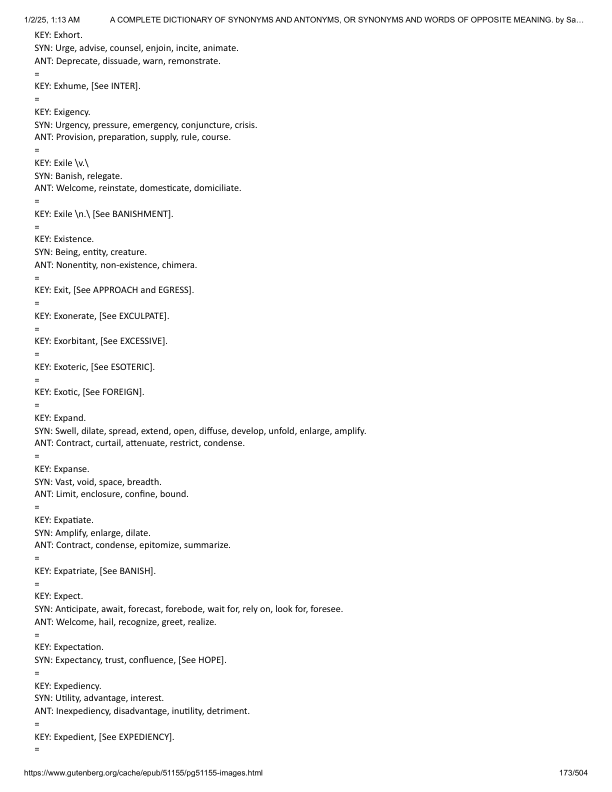 1/2/25, 1:13 AM A COMPLETE DICTIONARY OF SYNONYMS AND ANTONYMS, OR SYNONYMS AND WORDS OF OPPOSITE MEANING. by Sa…
KEY: Exhort.
SYN: Urge, advise, counsel, enjoin, incite, animate.
ANT: Deprecate, dissuade, warn, remonstrate.
=
KEY: Exhume, [See INTER].
=
KEY: Exigency.
SYN: Urgency, pressure, emergency, conjuncture, crisis.
ANT: Provision, preparation, supply, rule, course.
=
KEY: Exile \v.\
SYN: Banish, relegate.
ANT: Welcome, reinstate, domesticate, domiciliate.
=
KEY: Exile \n.\ [See BANISHMENT].
=
KEY: Existence.
SYN: Being, entity, creature.
ANT: Nonentity, non-existence, chimera.
=
KEY: Exit, [See APPROACH and EGRESS].
=
KEY: Exonerate, [See EXCULPATE].
=
KEY: Exorbitant, [See EXCESSIVE].
=
KEY: Exoteric, [See ESOTERIC].
=
KEY: Exotic, [See FOREIGN].
=
KEY: Expand.
SYN: Swell, dilate, spread, extend, open, diffuse, develop, unfold, enlarge, amplify.
ANT: Contract, curtail, attenuate, restrict, condense.
=
KEY: Expanse.
SYN: Vast, void, space, breadth.
ANT: Limit, enclosure, confine, bound.
=
KEY: Expatiate.
SYN: Amplify, enlarge, dilate.
ANT: Contract, condense, epitomize, summarize.
=
KEY: Expatriate, [See BANISH].
=
KEY: Expect.
SYN: Anticipate, await, forecast, forebode, wait for, rely on, look for, foresee.
ANT: Welcome, hail, recognize, greet, realize.
=
KEY: Expectation.
SYN: Expectancy, trust, confluence, [See HOPE].
=
KEY: Expediency.
SYN: Utility, advantage, interest.
ANT: Inexpediency, disadvantage, inutility, detriment.
=
KEY: Expedient, [See EXPEDIENCY].
=
https://www.gutenberg.org/cache/epub/51155/pg51155-images.html 173/504